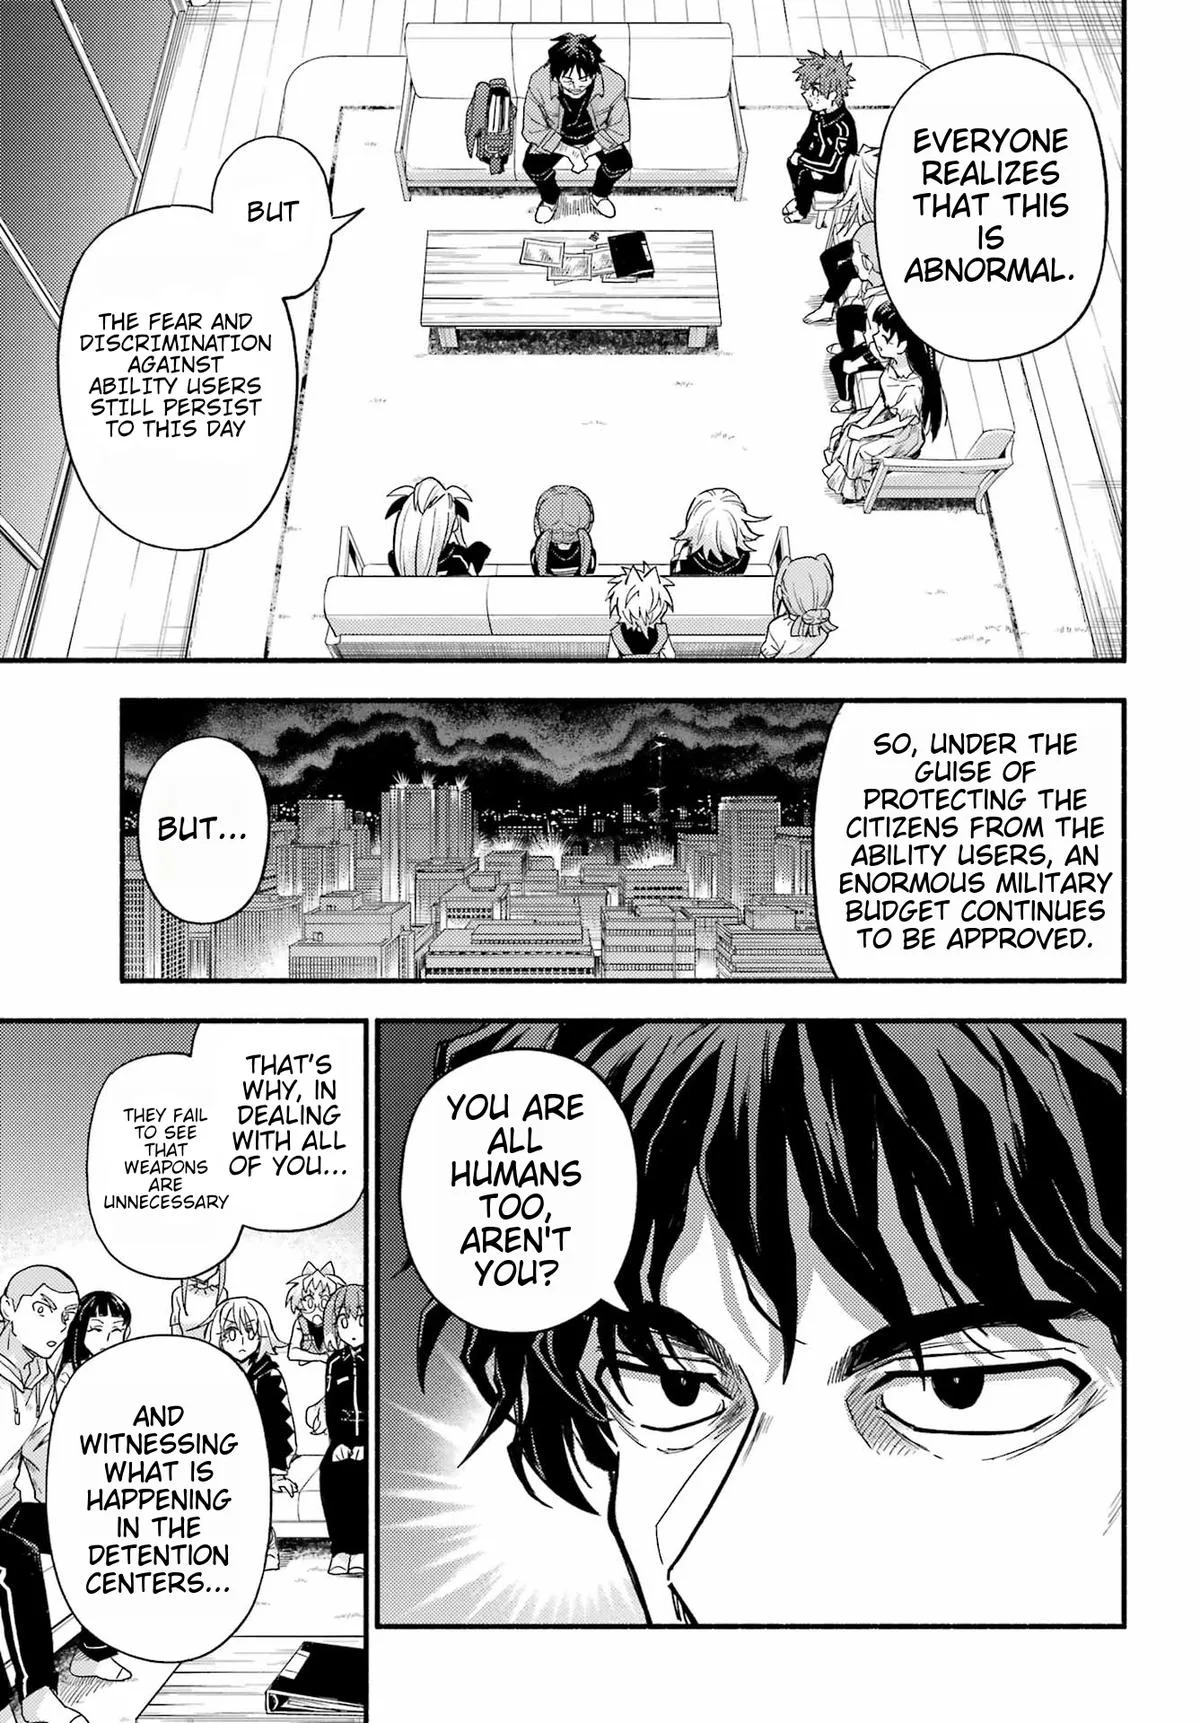 EVERYONE
REALIZES
THAT THIS
IS
ABNORMAL.
BUT
THE FEAR AND
DISCRIMINATION
AGAINST
ABILITY USERS
STILL PERSIST
TO THIS DAY
SO, UNDER THE
GUISE OF
PROTECTING THE
CITIZENS FROM THE
ABILITY USERS, AN
ENORMOUS MILITARY
BUDGET CONTINUES
TO BE APPROVED.
BUT...
YOU ARE
ALL
HUMANS
TOO,
AREN'T
YOU?
THAT'S
WHY, IN
DEALING
WITH ALL
OF YOU...
THEY FAIL
TO SEE
THAT
WEAPONS
ARE
UNNECESSARY
AND
WITNESSING
WHAT IS
HAPPENING
IN THE
DETENTION
CENTERS...